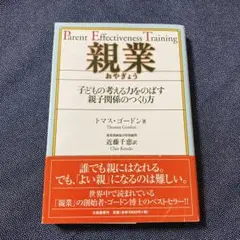 Parent Effectiveness Training
親業
おやぎょう
子どもの考える力をのばす
親子関係のつくり方
トマス・ゴードン著
Thomas Gordon
近藤千恵訳
Chie Kondo
誰でも親にはなれる。
でも、「よい親」になるのは難しい。
世界中で読まれている
「親業」の創始者・ゴードン博士のベストセラー!!